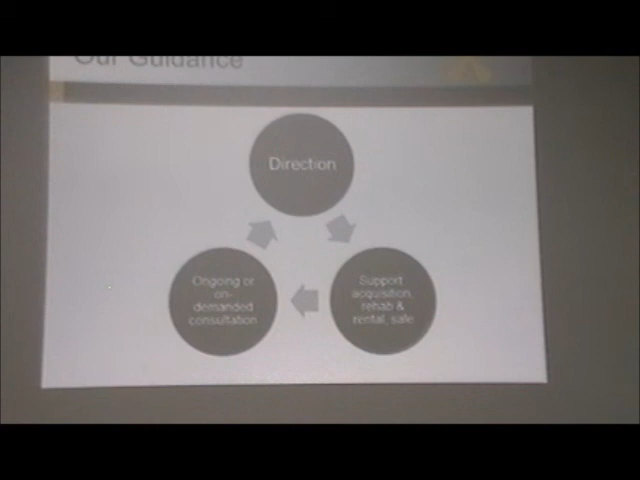 Our Guidance
Direction
Support
acquisition,
rehab &
rental, sale
Ongoing or
on-
demanded
consultation